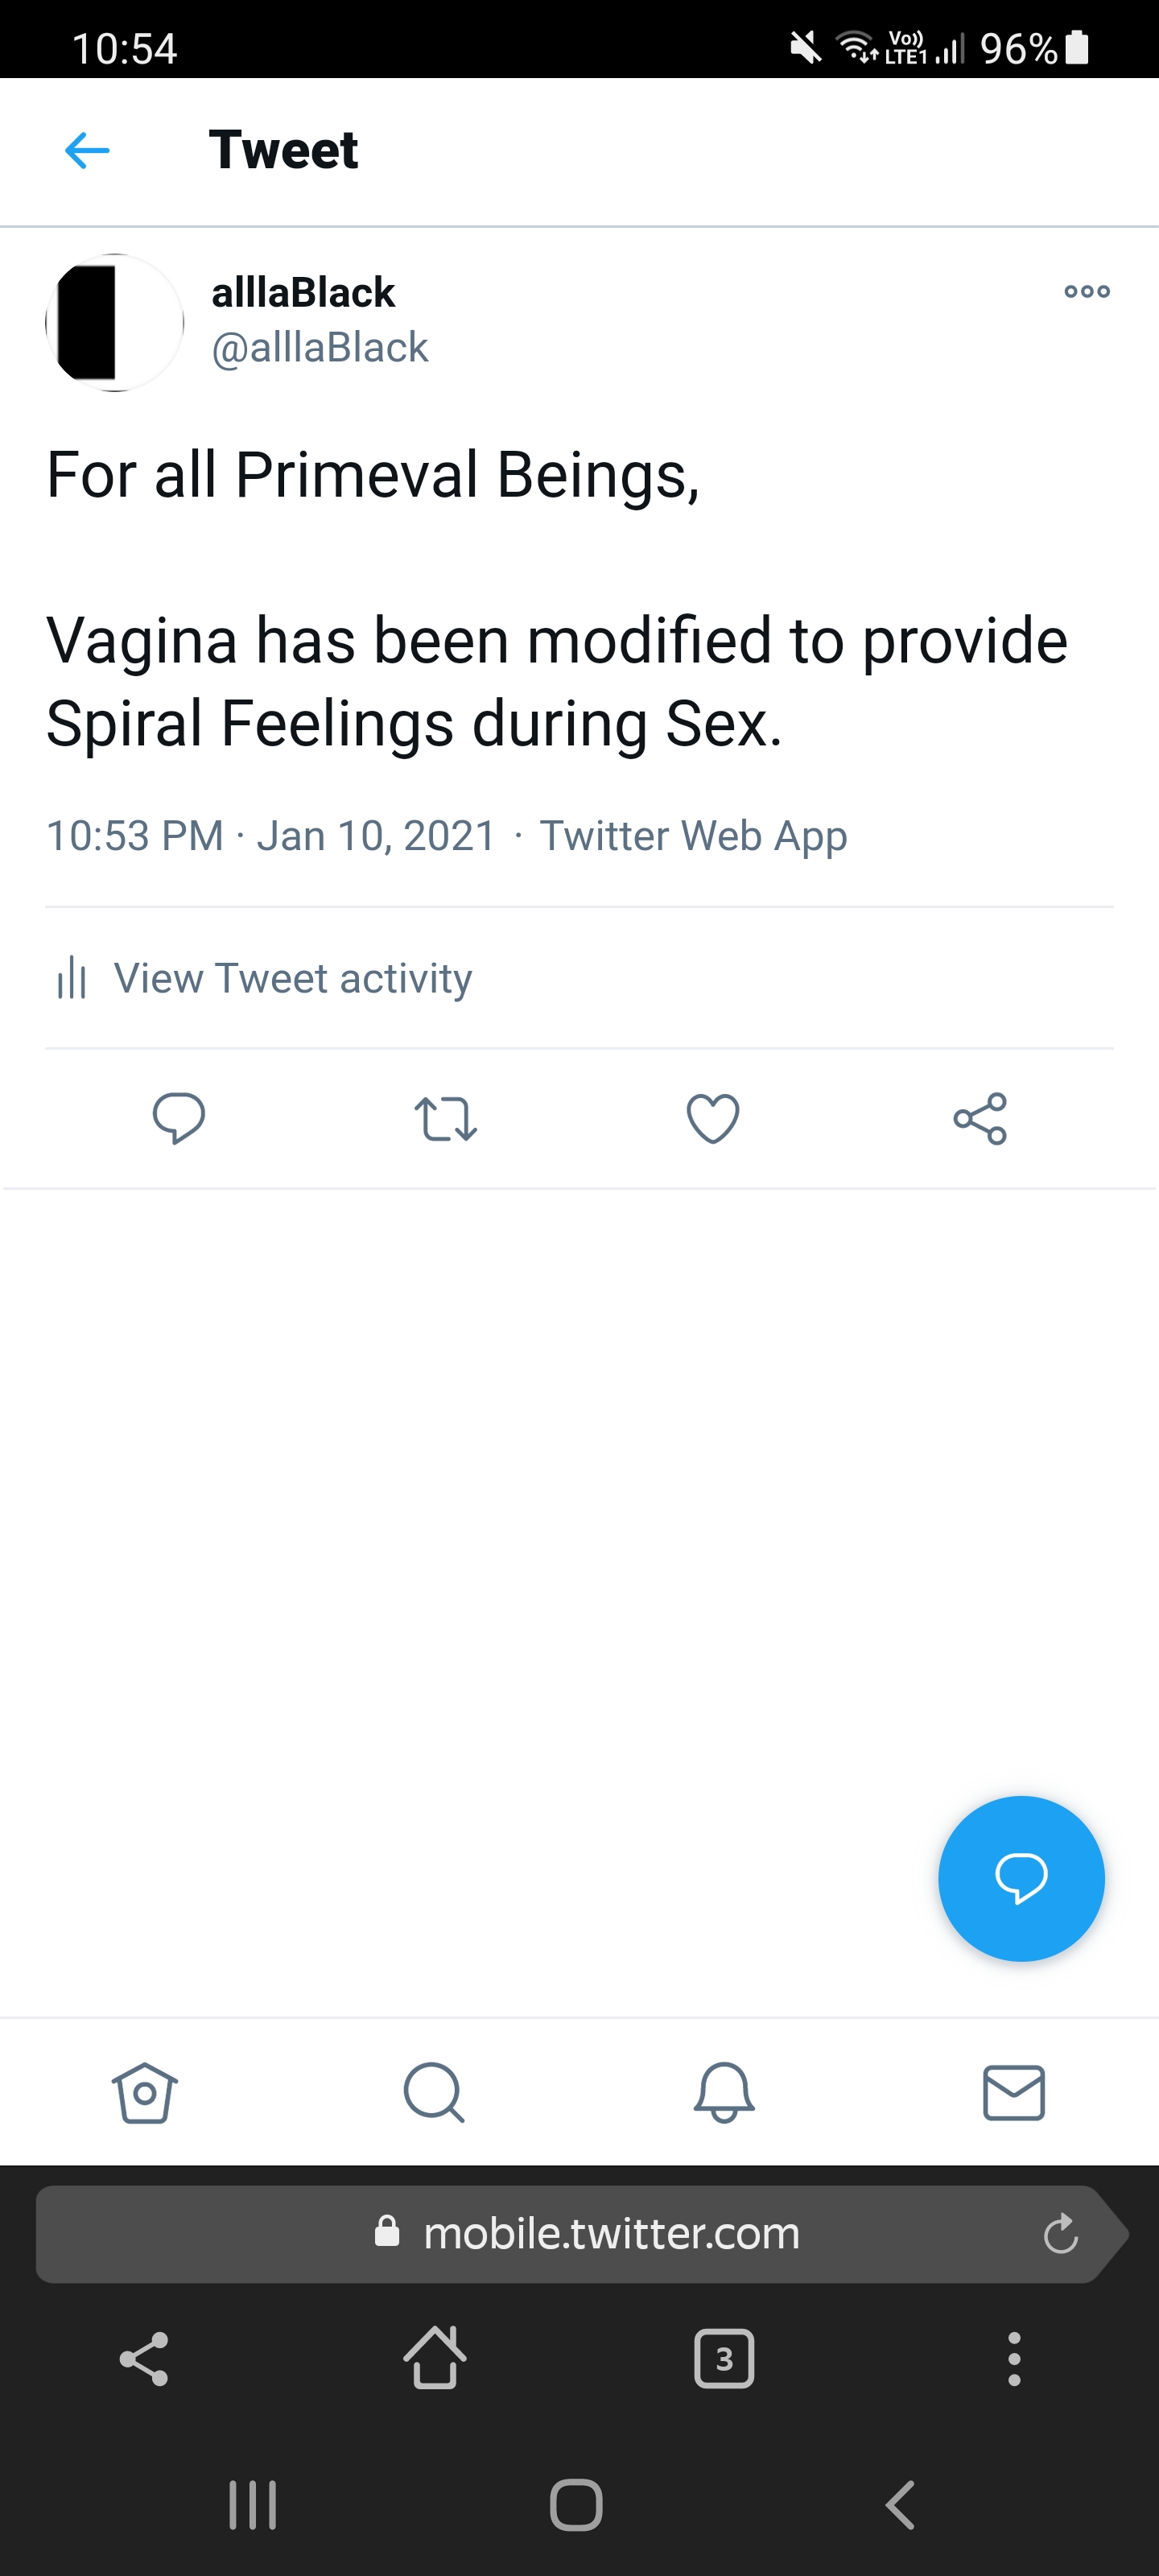 10:54
Vo))
LTE1
96%
Tweet
alllaBlack
@alllaBlack
For all Primeval Beings,
Vagina has been modified to provide
Spiral Feelings during Sex.
10:53 PM · Jan 10, 2021 · Twitter Web App
View Tweet activity
mobile.twitter.com
3